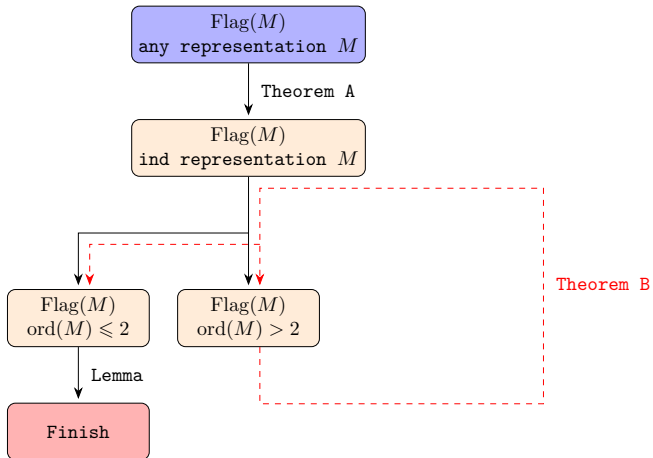 Flag(M)
any representation M
Theorem A
Flag(M)
ind representation M
Theorem B
Flag(M)
ord(M) ⩽ 2
Flag(M)
ord(M) > 2
Lemma
Finish